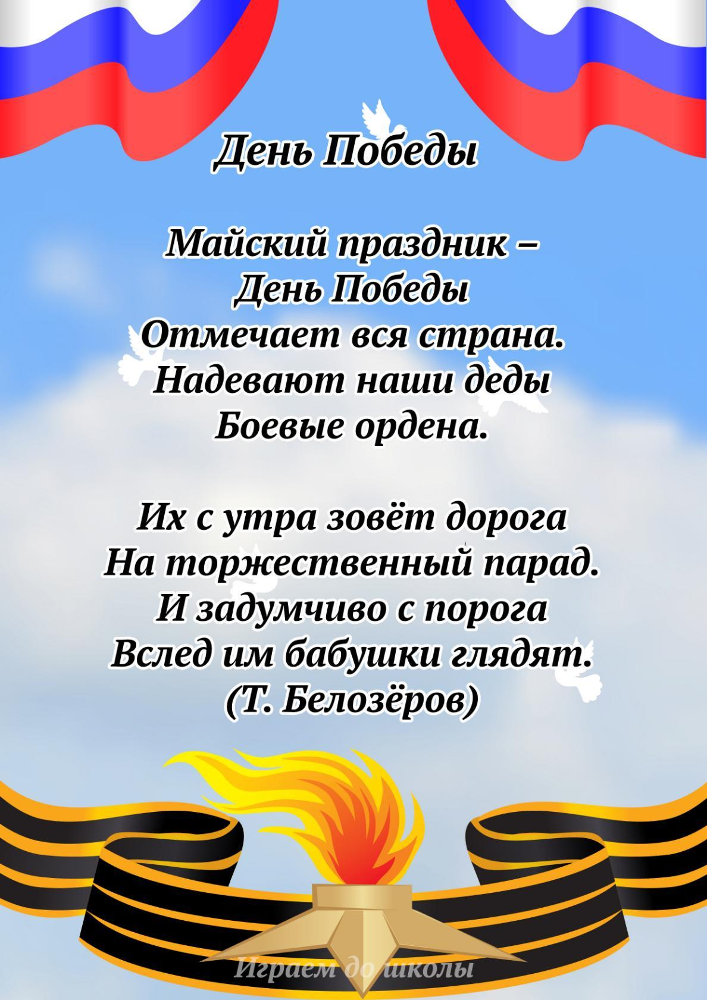 День Победы
Майский праздник –
День Победы
Отмечает вся страна.
Надевают наши деды
Боевые ордена.
Их с утра зовёт дорога
На торжественный парад.
И задумчиво с порога
Вслед им бабушки глядят.
(Т. Белозёров)
Играем до школы